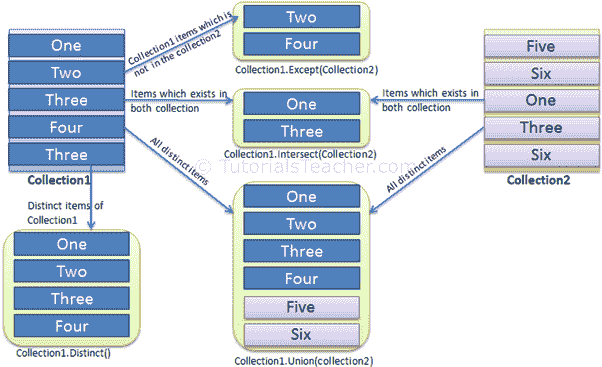 One
Two
Three
Four
Three
Collection1
Collection1 items which is
not in the collection2
Two
Four
Collection1.Except(Collection2)
Items which exists in
both collection
One
Three
Collection1.Intersect(Collection2)
Items which exists in
both collection
Five
Six
One
Three
Six
Collection2
© TutorialsTeacher.com
All distinct items
All distinct items
Distinct items of
Collection1
One
Two
Three
Four
Collection1.Distinct()
One
Two
Three
Four
Five
Six
Collection1.Union(collection2)